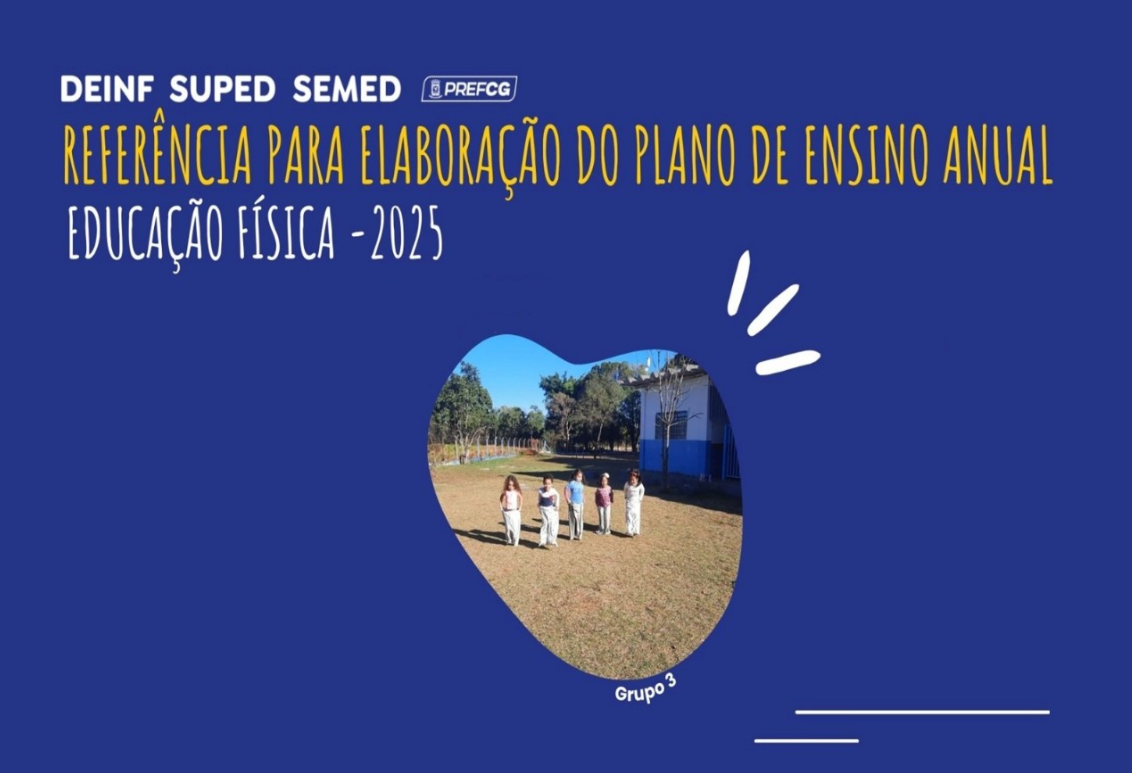 DEINF SUPED SEMED PREFCG
REFERÊNCIA PARA ELABORAÇÃO DO PLANO DE ENSINO ANUAL
EDUCAÇÃO FÍSICA -2025
Grupo 3